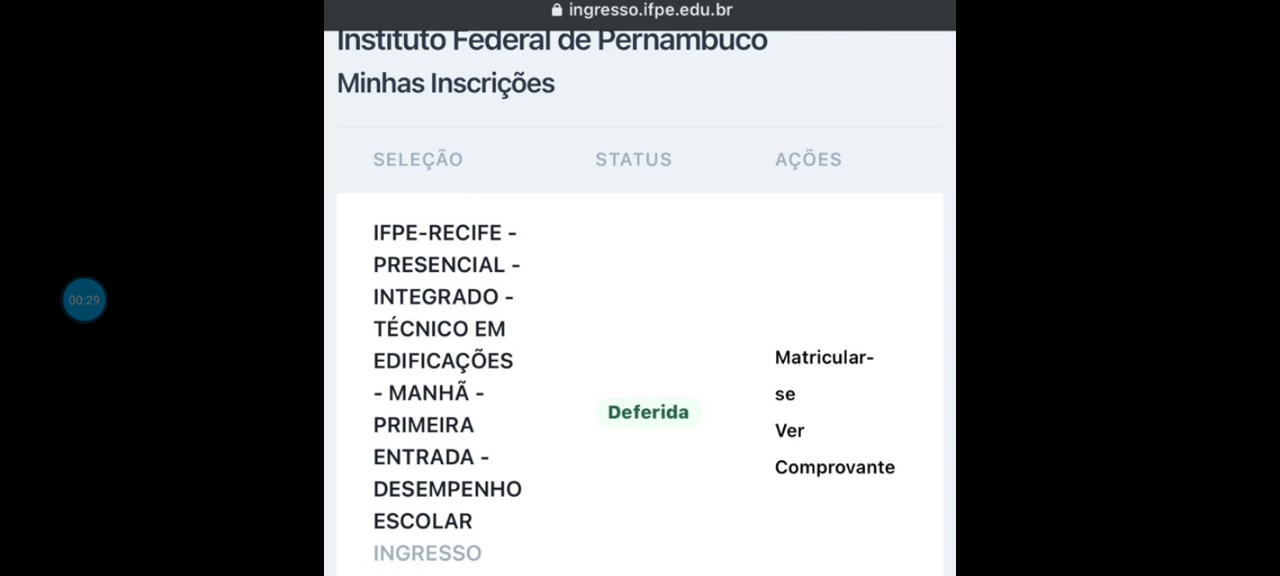 ingresso.ifpe.edu.br
Instituto Federal de Pernambuco
Minhas Inscrições
SELEÇÃO STATUS AÇÕES
IFPE-RECIFE -
PRESENCIAL -
INTEGRADO -
TÉCNICO EM
EDIFICAÇÕES
- MANHÃ -
PRIMEIRA
ENTRADA -
DESEMPENHO
ESCOLAR
INGRESSO
Deferida
Matricular-
se
Ver
Comprovante
00:29